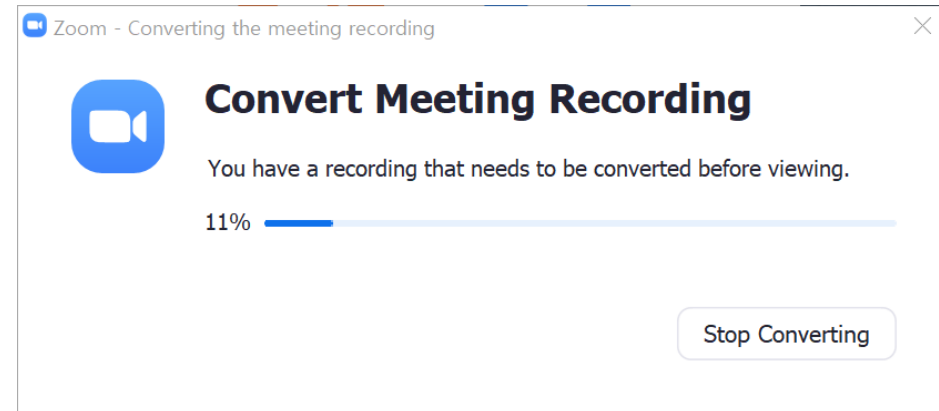 Zoom - Converting the meeting recording
Convert Meeting Recording
You have a recording that needs to be converted before viewing.
11%
Stop Converting